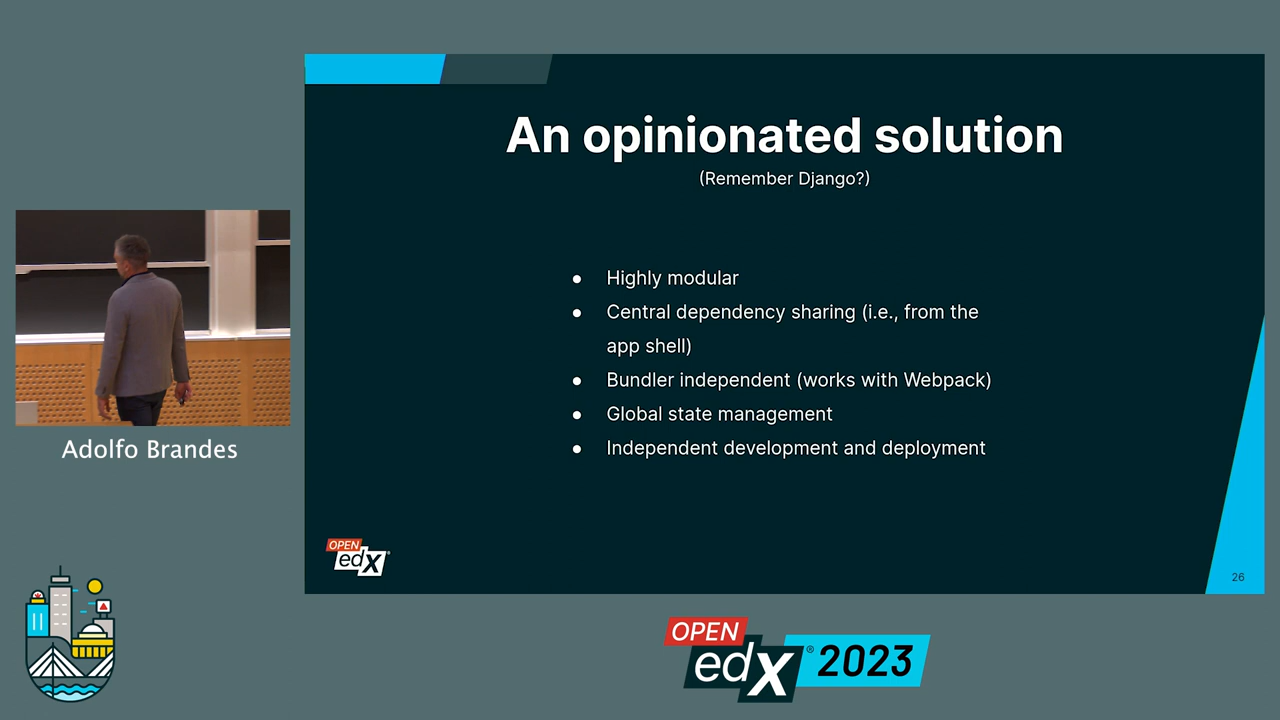 An opinionated solution
(Remember Django?)
● Highly modular
● Central dependency sharing (i.e., from the
app shell)
● Bundler independent (works with Webpack)
● Global state management
● Independent development and deployment
Adolfo Brandes
OPEN
edX®
26
OPEN
edX® 2023